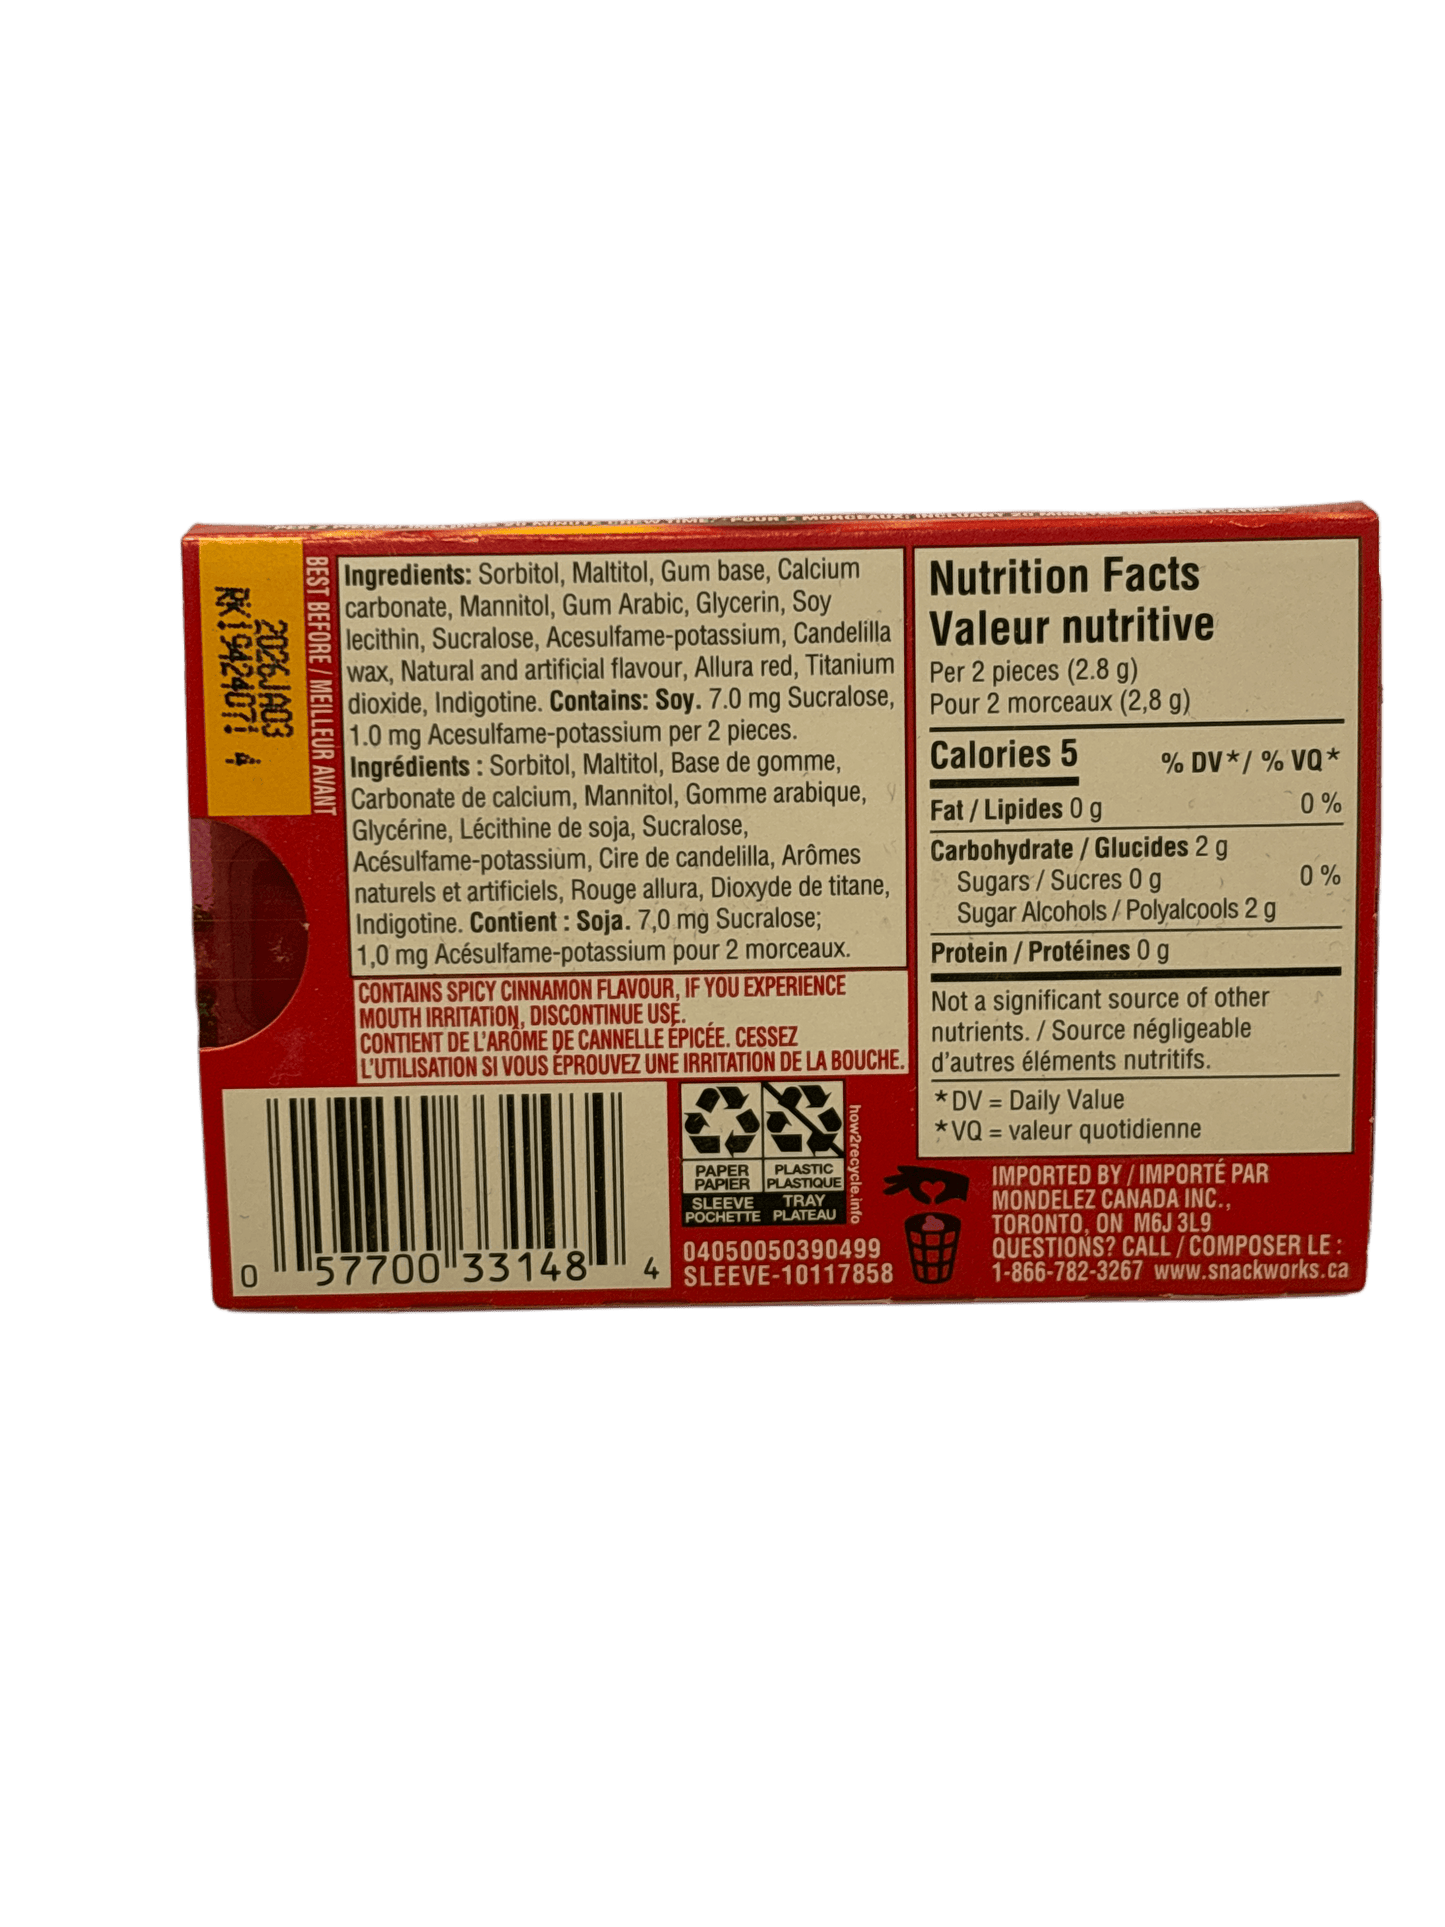 BEST BEFORE / MEILLEUR AVANT
2026JA03
Ingredients: Sorbitol, Maltitol, Gum base, Calcium
carbonate, Mannitol, Gum Arabic, Glycerin, Soy
lecithin, Sucralose, Acesulfame-potassium, Candelilla
wax, Natural and artificial flavour, Allura red, Titanium
dioxide, Indigotine. Contains: Soy. 7.0 mg Sucralose,
1.0 mg Acesulfame-potassium per 2 pieces.
Ingrédients : Sorbitol, Maltitol, Base de gomme,
Carbonate de calcium, Mannitol, Gomme arabique,
Glycérine, Lécithine de soja, Sucralose,
Acésulfame-potassium, Cire de candelilla, Arômes
naturels et artificiels, Rouge allura, Dioxyde de titane,
Indigotine. Contient : Soja. 7,0 mg Sucralose;
1,0 mg Acésulfame-potassium pour 2 morceaux.
CONTAINS SPICY CINNAMON FLAVOUR, IF YOU EXPERIENCE
MOUTH IRRITATION, DISCONTINUE USE.
CONTIENT DE L'ARÔME DE CANNELLE ÉPICÉE. CESSEZ
L'UTILISATION SI VOUS ÉPROUVEZ UNE IRRITATION DE LA BOUCHE.
0 57700 33148 4
PAPER PLASTIC
PAPIER PLASTIQUE
SLEEVE TRAY
POCHETTE PLATEAU
how2recycle.info
04050050390499
SLEEVE-10117858
Nutrition Facts
Valeur nutritive
Per 2 pieces (2.8 g)
Pour 2 morceaux (2,8 g)
Calories 5 % DV* / % VQ*
Fat / Lipides 0 g 0 %
Carbohydrate / Glucides 2 g
Sugars / Sucres 0 g 0 %
Sugar Alcohols / Polyalcools 2 g
Protein / Protéines 0 g
Not a significant source of other
nutrients. / Source négligeable
d'autres éléments nutritifs.
* DV = Daily Value
* VQ = valeur quotidienne
IMPORTED BY / IMPORTÉ PAR
MONDELEZ CANADA INC.,
TORONTO, ON M6J 3L9
QUESTIONS? CALL / COMPOSER LE :
1-866-782-3267 www.snackworks.ca